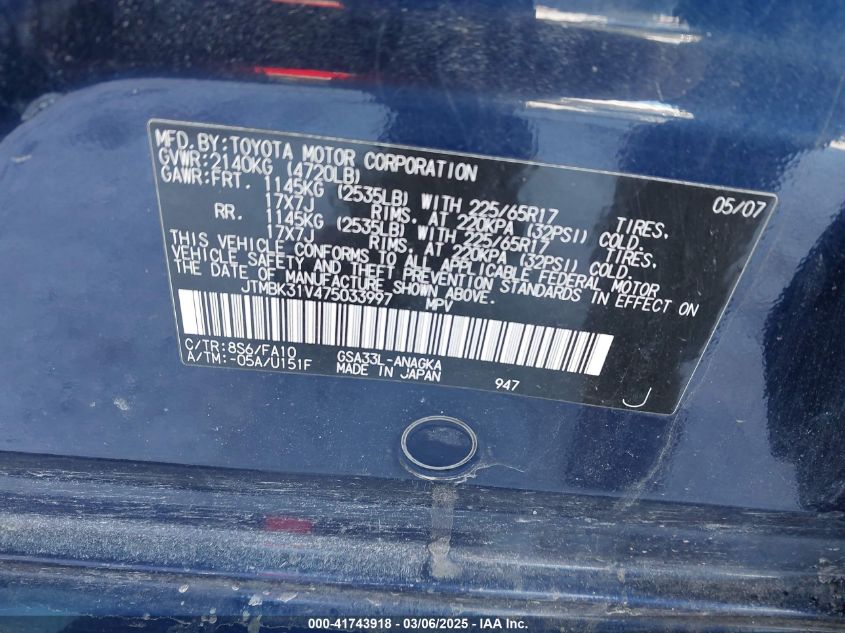 MFD. BY: TOYOTA MOTOR CORPORATION 05/07
GVWR: 2140KG (4720LB)
GAWR: FRT. 1145KG (2535LB) WITH 225/65R17 TIRES.
17X7J RIMS. AT 220KPA (32PSI) COLD.
RR. 1145KG (2535LB) WITH 225/65R17 TIRES.
17X7J RIMS. AT 220KPA (32PSI) COLD.
THIS VEHICLE CONFORMS TO ALL APPLICABLE FEDERAL MOTOR
VEHICLE SAFETY AND THEFT PREVENTION STANDARDS IN EFFECT ON
THE DATE OF MANUFACTURE SHOWN ABOVE.
JTMBK31V475033997 MPV
C/TR: 8S6/FA10 GSA33L-ANAGKA
A/TM: -05A/U151F MADE IN JAPAN 947 J
000-41743918 - 03/06/2025 - IAA Inc.